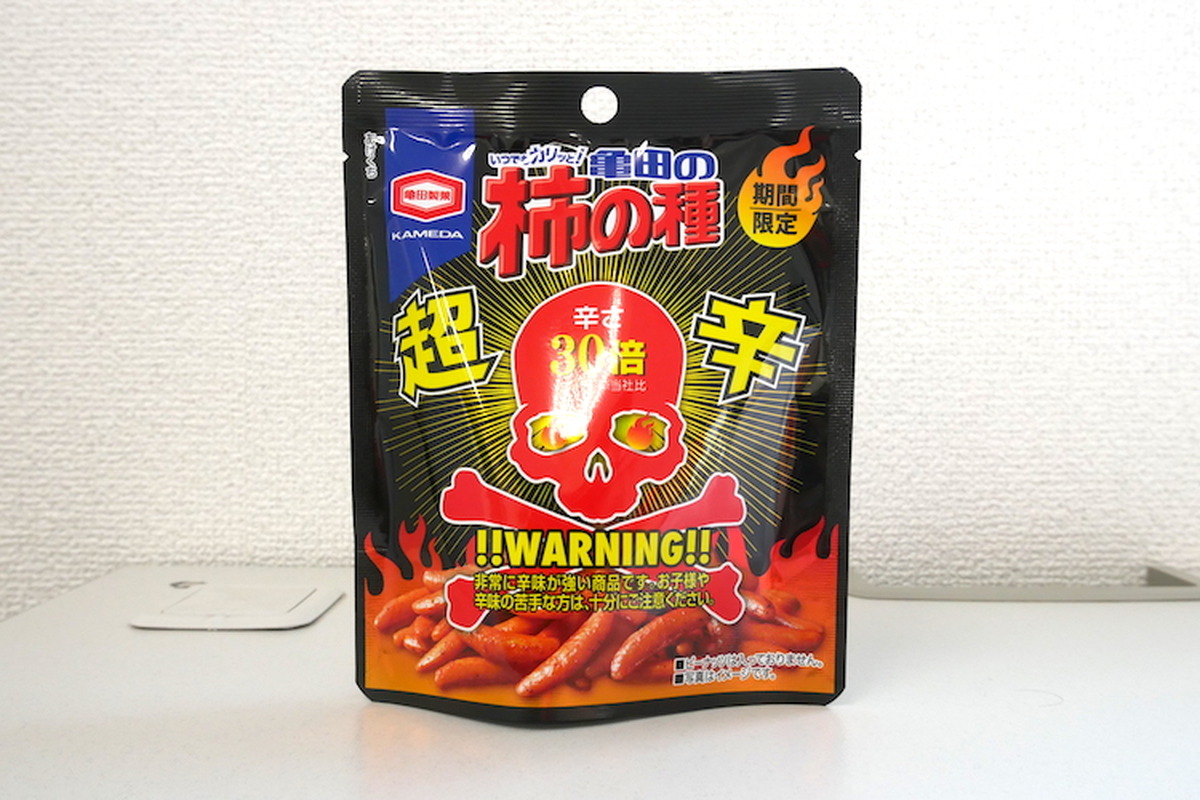 亀田製菓
KAMEDA
いつでもカリッと!
亀田の
柿の種
期間
限定
超辛
辛さ
30倍
当社比
!!WARNING!!
非常に辛味が強い商品です。お子様や
辛味の苦手な方は、十分にご注意ください。
■ピーナッツは入っておりません。
■写真はイメージです。